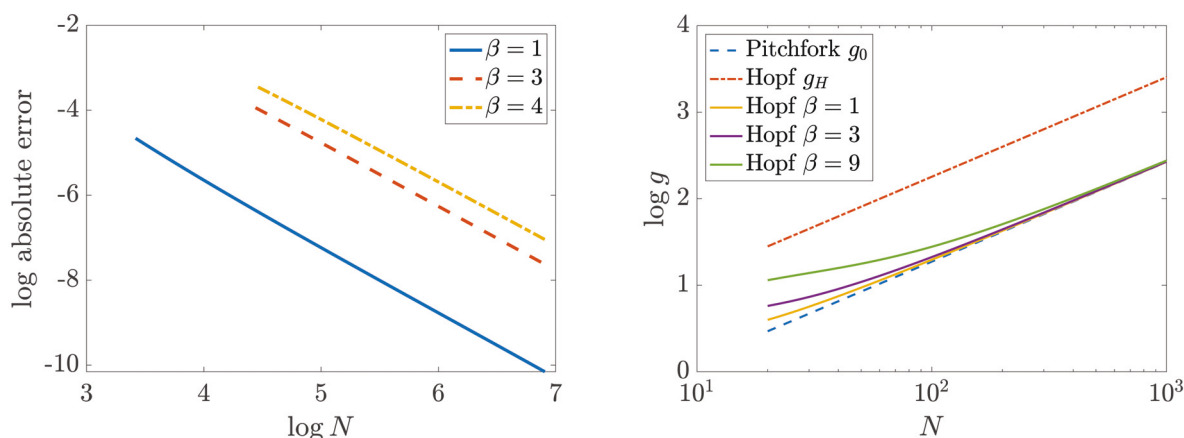 -2
-4
-6
-8
-10
3
4
5
6
7
log absolute error
log N
β = 1
β = 3
β = 4
4
3
2
1
0
10¹
10²
10³
log g
N
Pitchfork g₀
Hopf g_H
Hopf β = 1
Hopf β = 3
Hopf β = 9